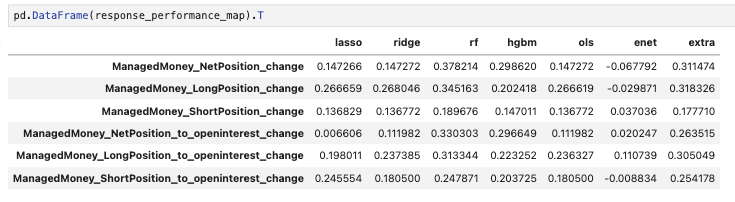 pd.DataFrame(response_performance_map).T
lasso ridge rf hgbm ols enet extra
ManagedMoney_NetPosition_change 0.147266 0.147272 0.378214 0.298620 0.147272 -0.067792 0.311474
ManagedMoney_LongPosition_change 0.266659 0.268046 0.345163 0.202418 0.266619 -0.029871 0.318326
ManagedMoney_ShortPosition_change 0.136829 0.136772 0.189676 0.147011 0.136772 0.037036 0.177710
ManagedMoney_NetPosition_to_openinterest_change 0.006606 0.111982 0.330303 0.296649 0.111982 0.020247 0.263515
ManagedMoney_LongPosition_to_openinterest_change 0.198011 0.237385 0.313344 0.223252 0.236327 0.110739 0.305049
ManagedMoney_ShortPosition_to_openinterest_change 0.245554 0.180500 0.247871 0.203725 0.180500 -0.008834 0.254178